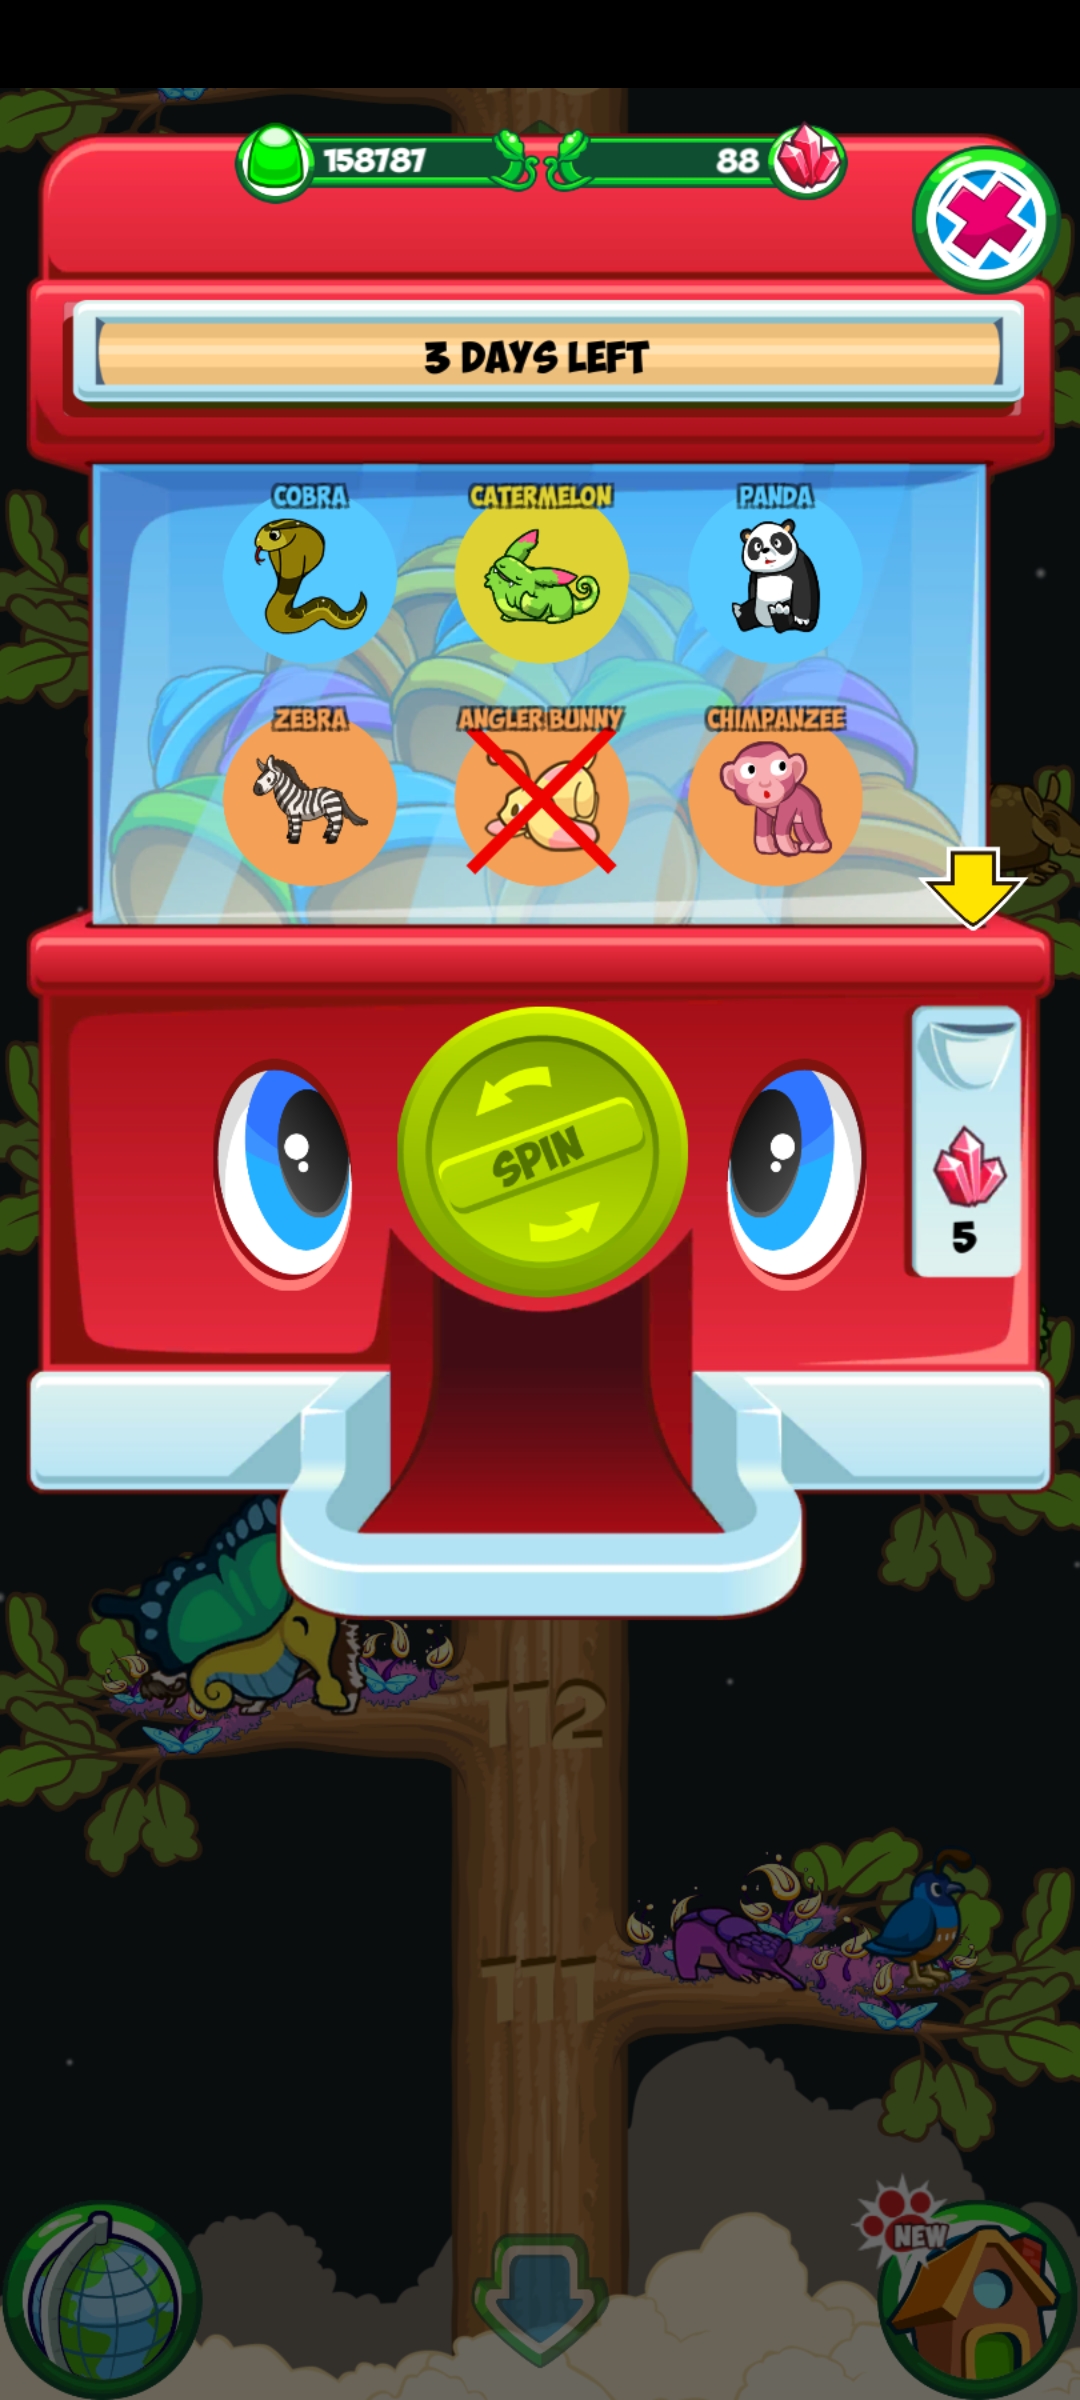 158787
88
3 DAYS LEFT
COBRA CATERMELON PANDA
ZEBRA ANGLER BUNNY CHIMPANZEE
SPIN
5
112
111
NEW